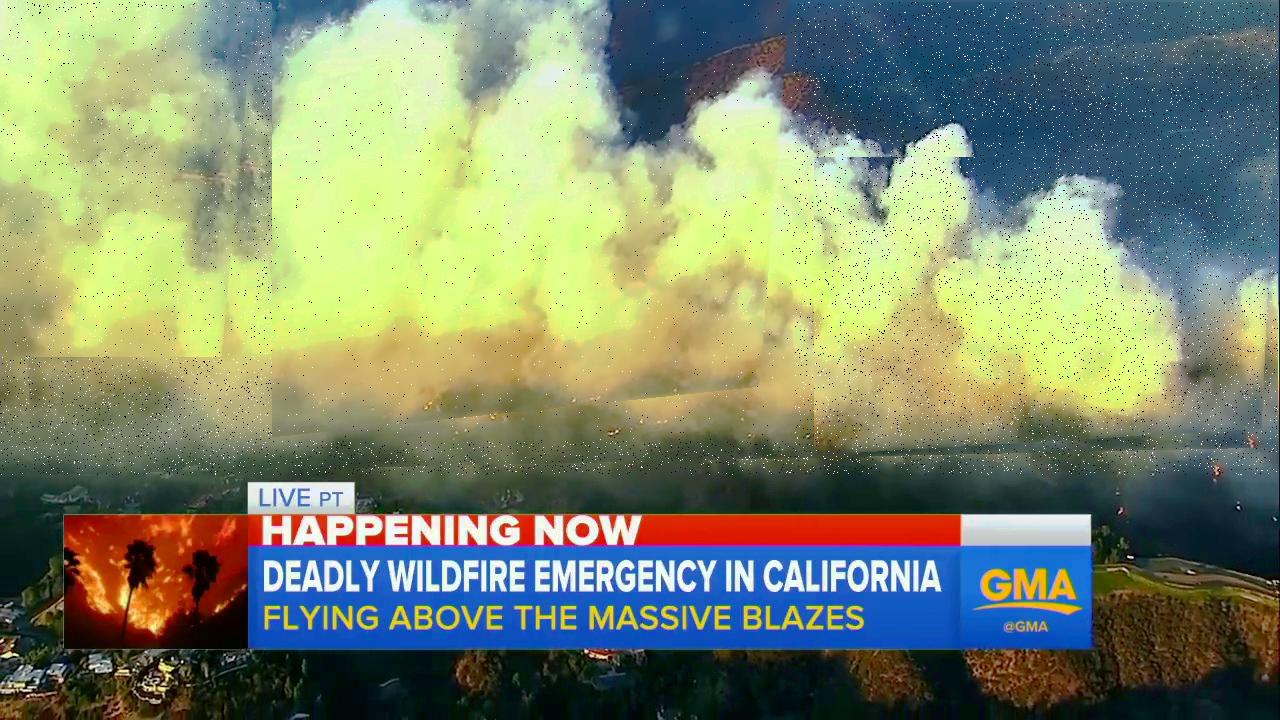 LIVE PT
HAPPENING NOW
DEADLY WILDFIRE EMERGENCY IN CALIFORNIA
FLYING ABOVE THE MASSIVE BLAZES
GMA
@GMA